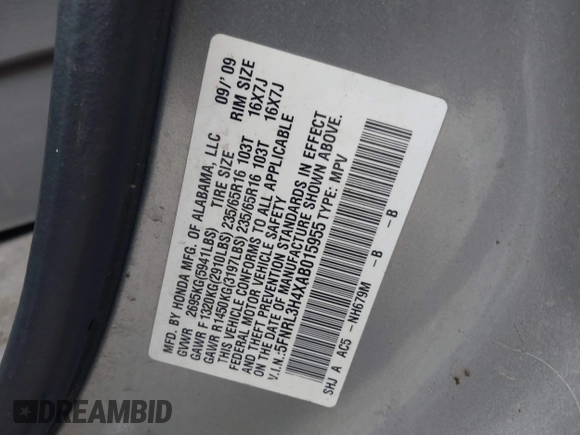 MFD. BY HONDA MFG. OF ALABAMA, LLC 09/'09
GVWR 2695KG(5941LBS) TIRE SIZE RIM SIZE
GAWR F 1320KG(2910LBS) 235/65R16 103T 16X7J
GAWR R 1450KG(3197LBS) 235/65R16 103T 16X7J
THIS VEHICLE CONFORMS TO ALL APPLICABLE
FEDERAL MOTOR VEHICLE SAFETY
AND THEFT PREVENTION STANDARDS IN EFFECT
ON THE DATE OF MANUFACTURE SHOWN ABOVE.
V.I.N.:5FNRL3H4XAB015955 TYPE: MPV
SHJ A AC5 -NH679M -B -B
DREAMBID